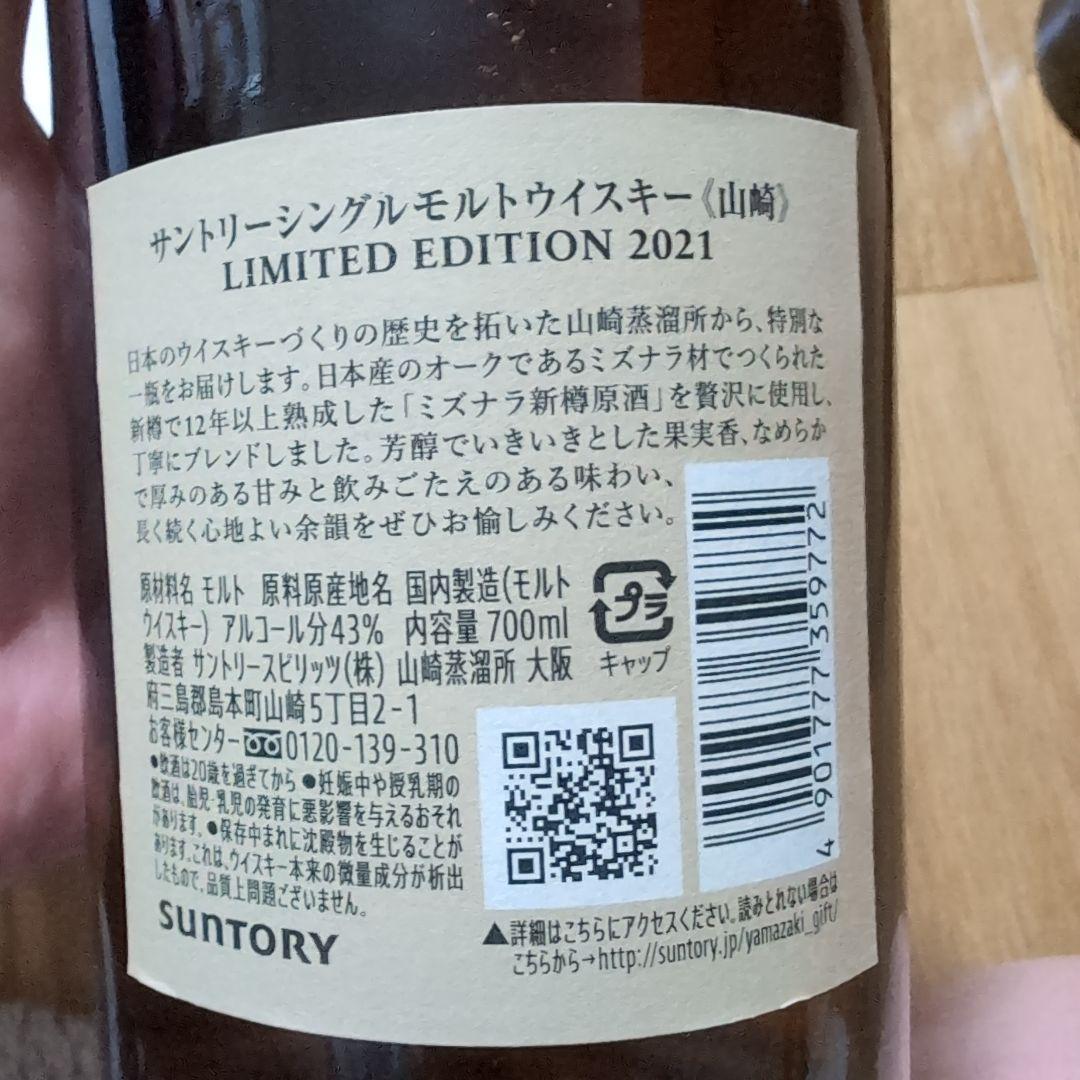 サントリーシングルモルトウイスキー《山崎》
LIMITED EDITION 2021
日本のウイスキーづくりの歴史を拓いた山崎蒸溜所から、特別な
一瓶をお届けします。日本産のオークであるミズナラ材でつくられた
新樽で12年以上熟成した「ミズナラ新樽原酒」を贅沢に使用し、
丁寧にブレンドしました。芳醇でいきいきとした果実香、なめらか
で厚みのある甘みと飲みごたえのある味わい、
長く続く心地よい余韻をぜひお愉しみください。
原材料名 モルト 原料原産地名 国内製造(モルト
ウイスキー) アルコール分43% 内容量 700ml
製造者 サントリースピリッツ(株) 山崎蒸溜所 大阪
府三島郡島本町山崎5丁目2-1
お客様センター 0120-139-310
●飲酒は20歳を過ぎてから ●妊娠中や授乳期の
飲酒は、胎児・乳児の発育に悪影響を与えるおそれ
があります。●保存中まれに沈殿物を生じることが
あります。これは、ウイスキー本来の微量成分が析出
したもので、品質上問題ございません。
SUNTORY
プラ
キャップ
4 901777 359772
▲詳細はこちらにアクセスください。読みとれない場合は
こちらから→http://suntory.jp/yamazaki_gift/